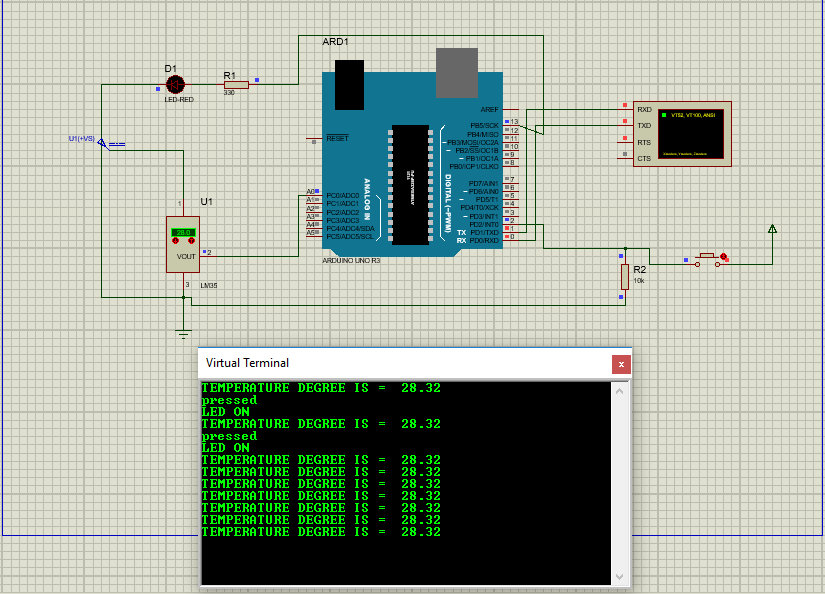 ARD1
D1
R1
LED-RED
330
RESET
AREF
13
PB5/SCK
12
PB4/MISO
11
PB3/MOSI/OC2A
10
PB2/SS/OC1B
9
PB1/OC1A
8
PB0/ICP1/CLKO
7
PD7/AIN1
6
PD6/AIN0
5
PD5/T1
4
PD4/T0/XCK
3
PD3/INT1
2
PD2/INT0
1
TX PD1/TXD
0
RX PD0/RXD
DIGITAL (~PWM)
ANALOG IN
A0 PC0/ADC0
A1 PC1/ADC1
A2 PC2/ADC2
A3 PC3/ADC3
A4 PC4/ADC4/SDA
A5 PC5/ADC5/SCL
ARDUINO UNO R3
RXD
TXD
RTS
CTS
VT52, VT100, ANSI
U1(+VS)
U1
1
28.0
2
VOUT
3
LM35
R2
10k
Virtual Terminal
x
TEMPERATURE DEGREE IS = 28.32
pressed
LED ON
TEMPERATURE DEGREE IS = 28.32
pressed
LED ON
TEMPERATURE DEGREE IS = 28.32
TEMPERATURE DEGREE IS = 28.32
TEMPERATURE DEGREE IS = 28.32
TEMPERATURE DEGREE IS = 28.32
TEMPERATURE DEGREE IS = 28.32
TEMPERATURE DEGREE IS = 28.32
TEMPERATURE DEGREE IS = 28.32